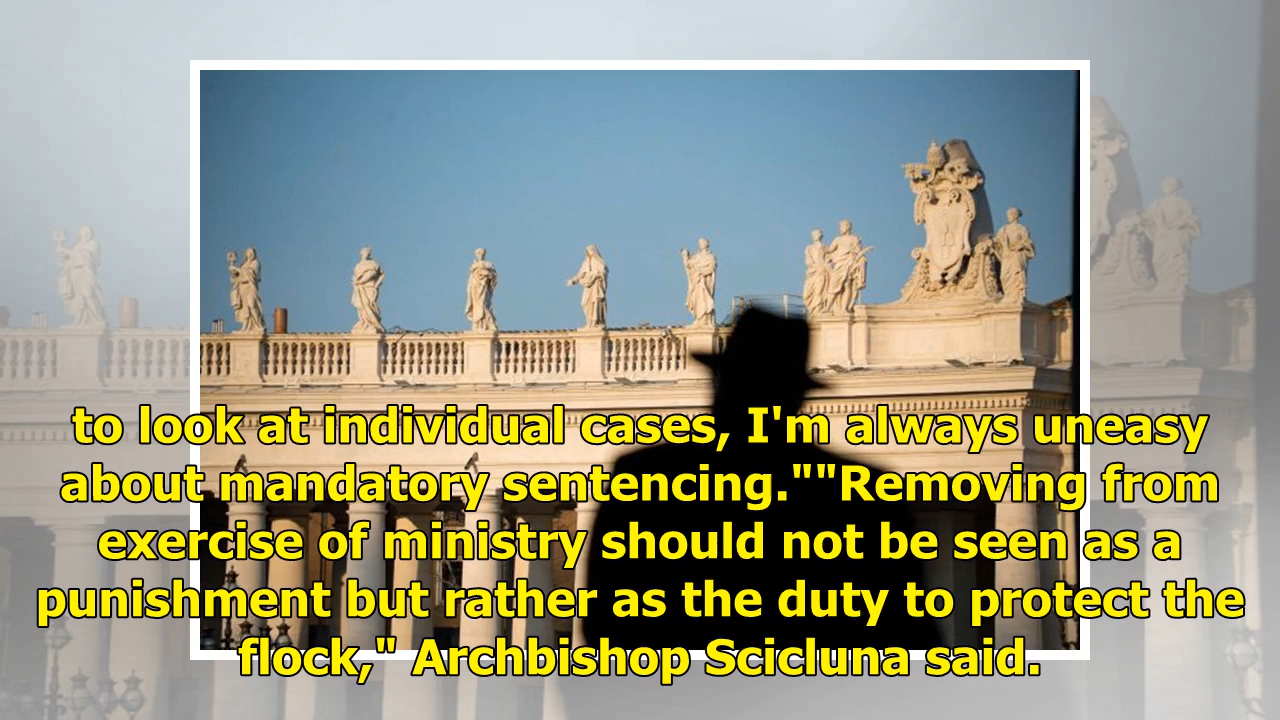 to look at individual cases, I'm always uneasy
about mandatory sentencing.""Removing from
exercise of ministry should not be seen as a
punishment but rather as the duty to protect the
flock," Archbishop Scicluna said.